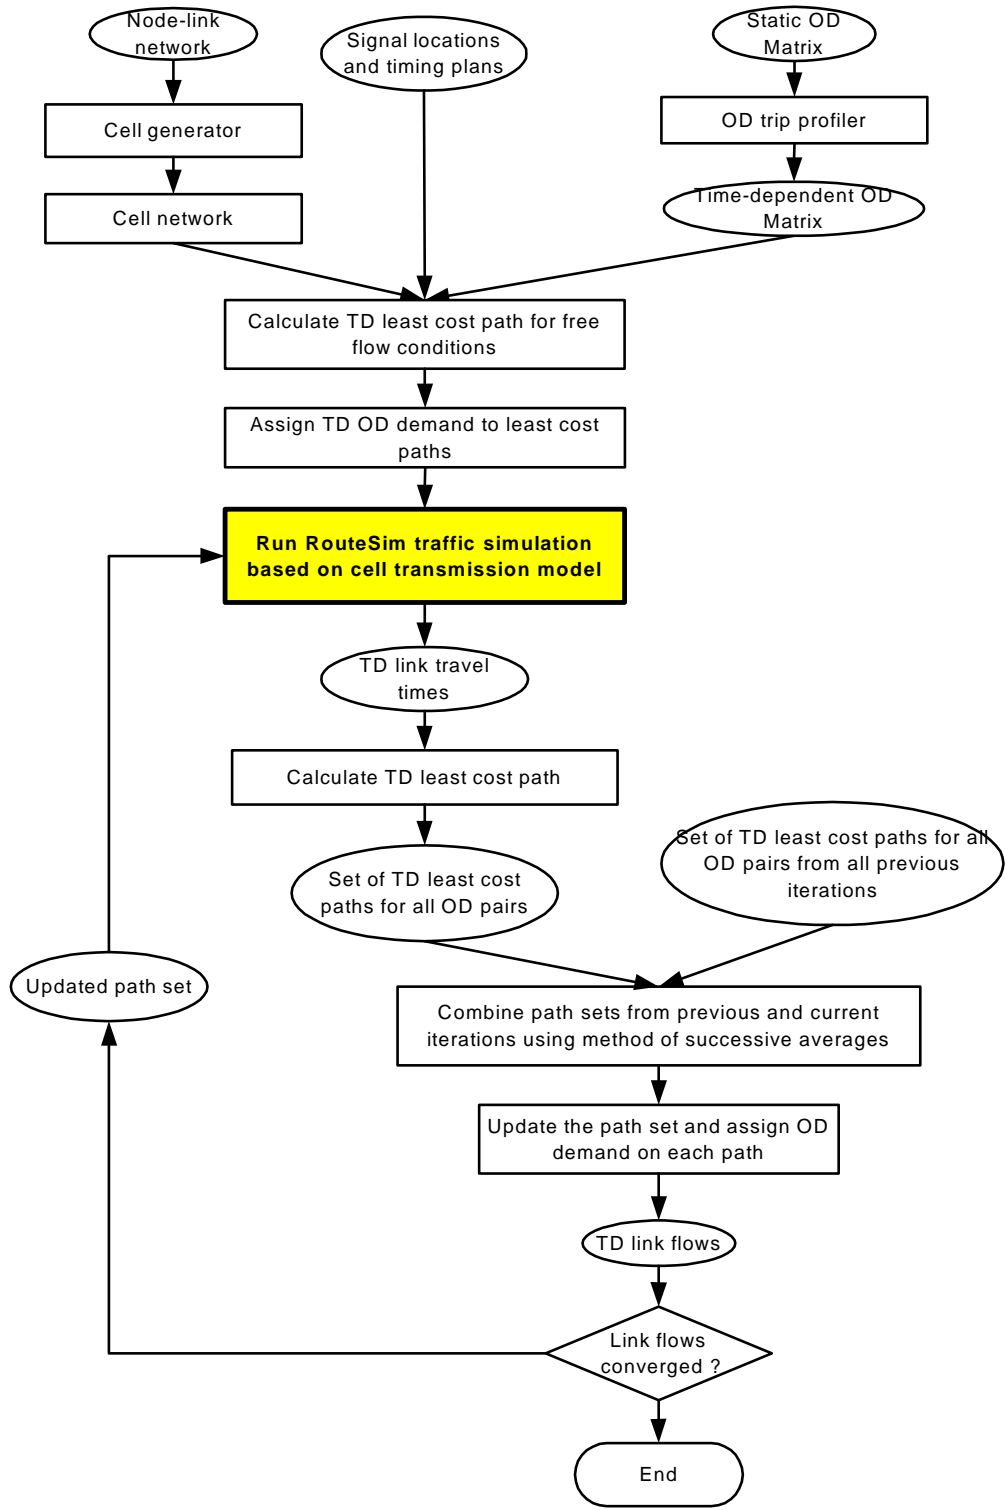 Node-link
network
Signal locations
and timing plans
Static OD
Matrix
Cell generator
OD trip profiler
Cell network
Time-dependent OD
Matrix
Calculate TD least cost path for free
flow conditions
Assign TD OD demand to least cost
paths
Run RouteSim traffic simulation
based on cell transmission model
TD link travel
times
Calculate TD least cost path
Set of TD least cost
paths for all OD pairs
Set of TD least cost paths for all
OD pairs from all previous
iterations
Updated path set
Combine path sets from previous and current
iterations using method of successive averages
Update the path set and assign OD
demand on each path
TD link flows
Link flows
converged ?
End